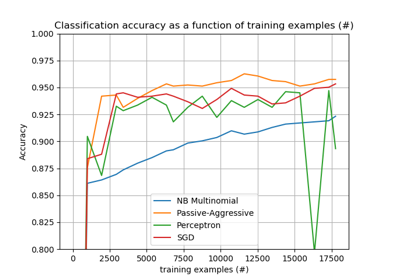 Classification accuracy as a function of training examples (#)
1.000
0.975
0.950
0.925
0.900
0.875
0.850
0.825
0.800
Accuracy
NB Multinomial
Passive-Aggressive
Perceptron
SGD
0 2500 5000 7500 10000 12500 15000 17500
training examples (#)